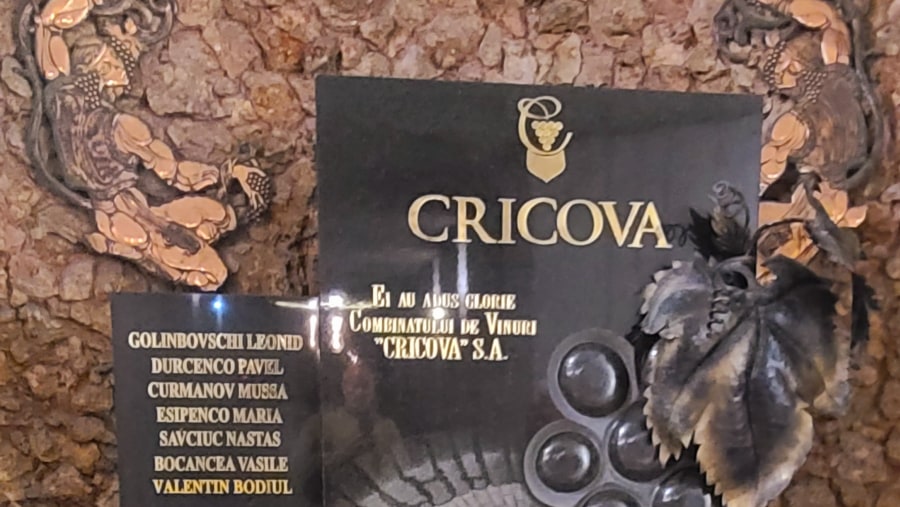 CRICOVA
Ei au adus glorie
Combinatului de Vinuri
"CRICOVA" S.A.
GOLINBOVSCHI LEONID
DURCENCO PAVEL
CURMANOV MUSSA
ESIPENCO MARIA
SAVCIUC NASTAS
BOCANCEA VASILE
VALENTIN BODIUL